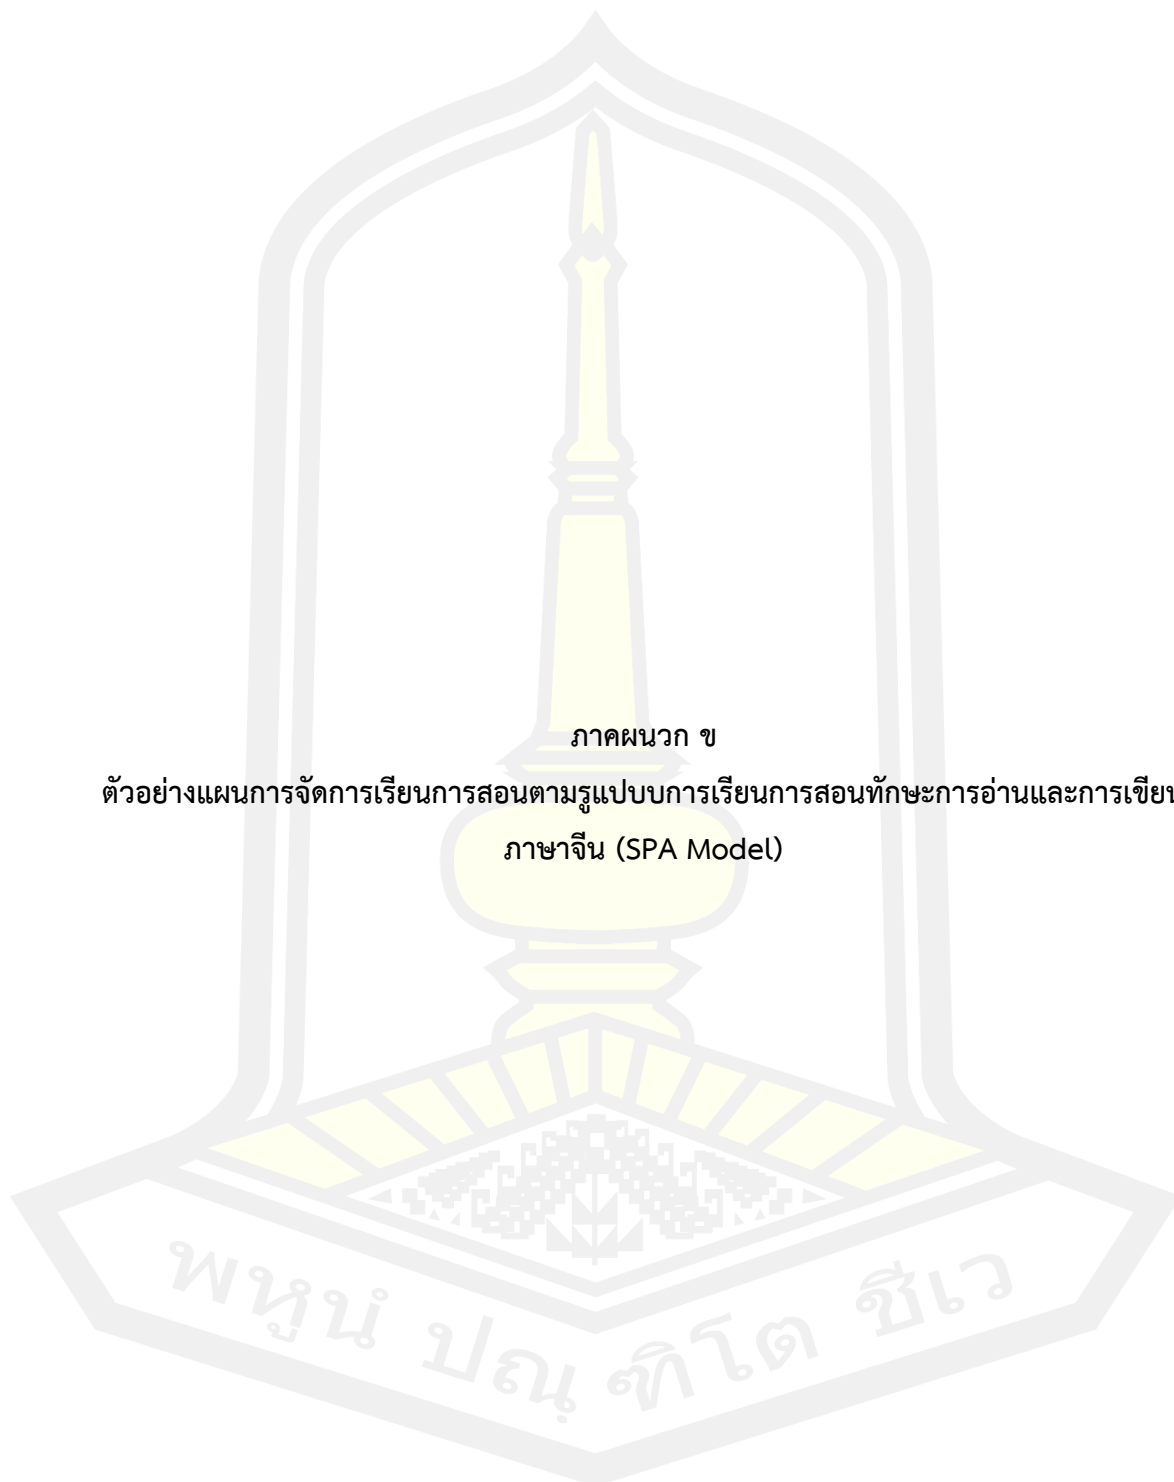 ภาคผนวก ข
ตัวอย่างแผนการจัดการเรียนการสอนตามรูแปบบการเรียนการสอนทักษะการอ่านและการเขียน
ภาษาจีน (SPA Model)
พหูนํ ปณฺฑิโต ชีเว